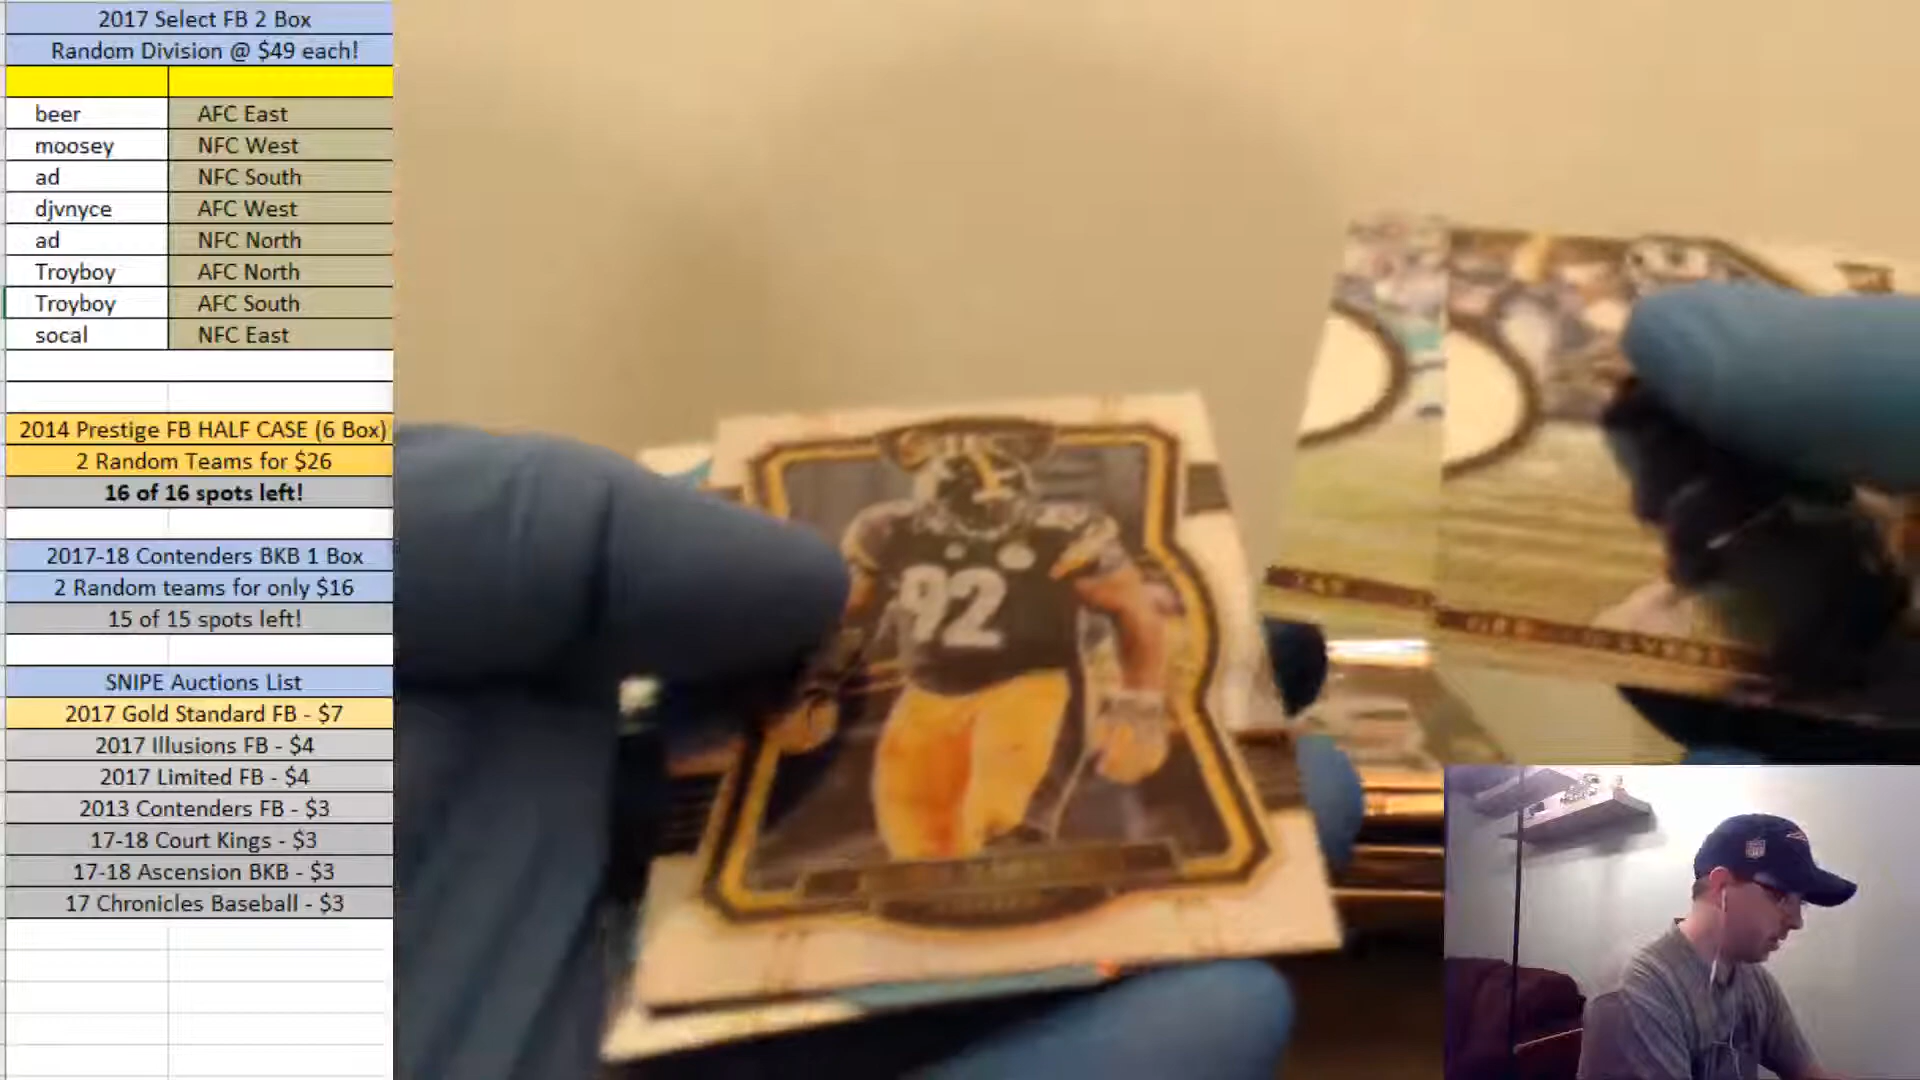 2017 Select FB 2 Box
Random Division @ $49 each!
beer AFC East
moosey NFC West
ad NFC South
djvnyce AFC West
ad NFC North
Troyboy AFC North
Troyboy AFC South
socal NFC East
2014 Prestige FB HALF CASE (6 Box)
2 Random Teams for $26
16 of 16 spots left!
2017-18 Contenders BKB 1 Box
2 Random teams for only $16
15 of 15 spots left!
SNIPE Auctions List
2017 Gold Standard FB - $7
2017 Illusions FB - $4
2017 Limited FB - $4
2013 Contenders FB - $3
17-18 Court Kings - $3
17-18 Ascension BKB - $3
17 Chronicles Baseball - $3
92